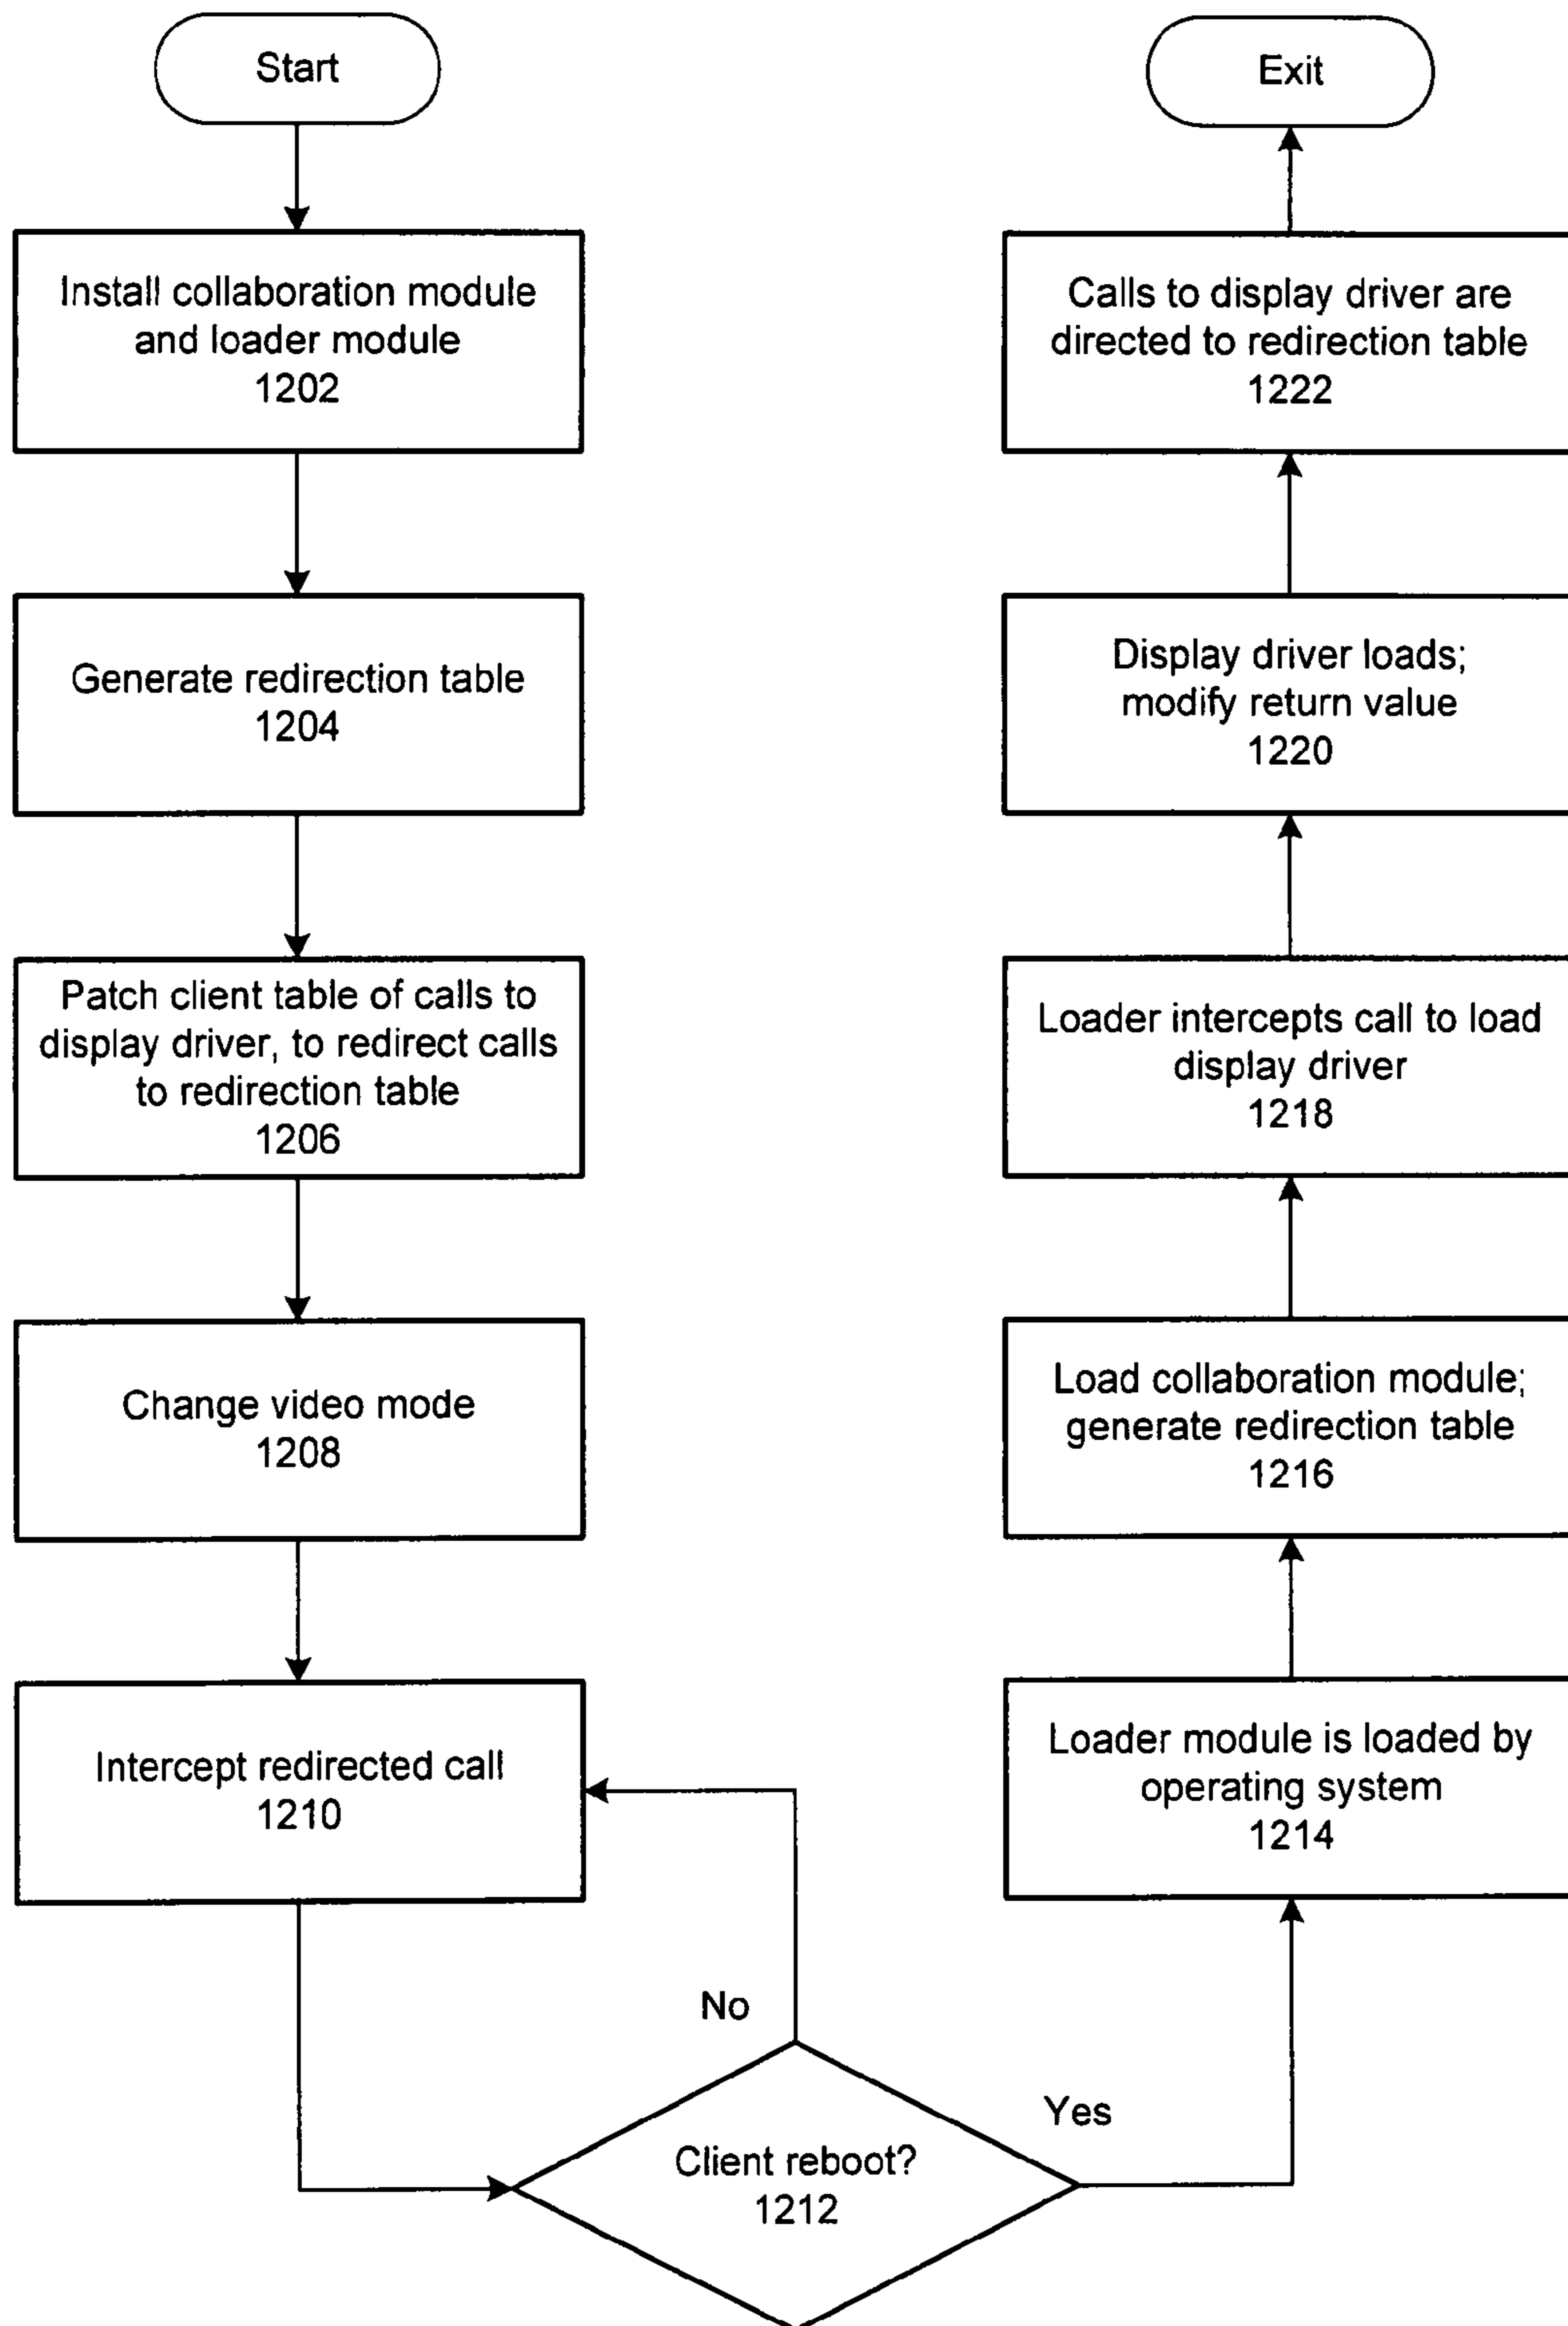 Start
Install collaboration module
and loader module
1202
Generate redirection table
1204
Patch client table of calls to
display driver, to redirect calls
to redirection table
1206
Change video mode
1208
Intercept redirected call
1210
No
Client reboot?
1212
Yes
Loader module is loaded by
operating system
1214
Load collaboration module;
generate redirection table
1216
Loader intercepts call to load
display driver
1218
Display driver loads;
modify return value
1220
Calls to display driver are
directed to redirection table
1222
Exit